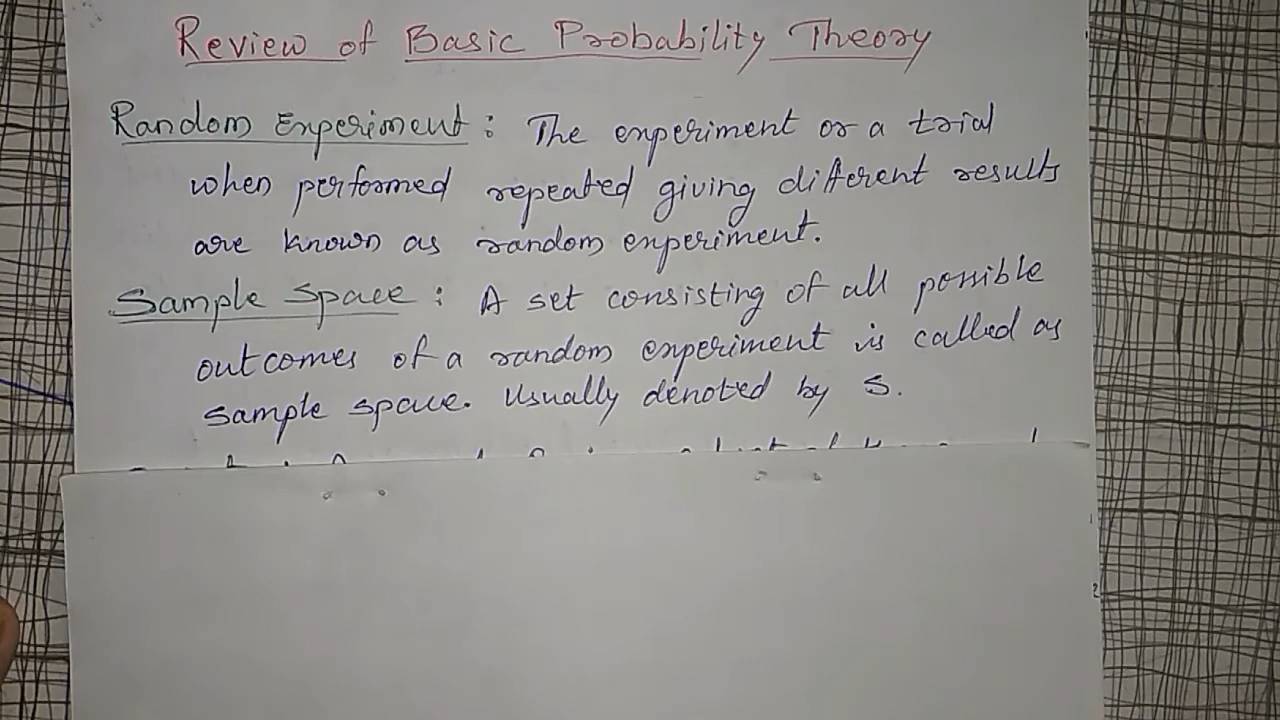 Review of Basic Probability Theory
Random Experiment : The experiment or a trial
when performed repeated giving different results
are known as random experiment.
Sample Space : A set consisting of all possible
outcomes of a random experiment is called as
sample space. Usually denoted by S.
2